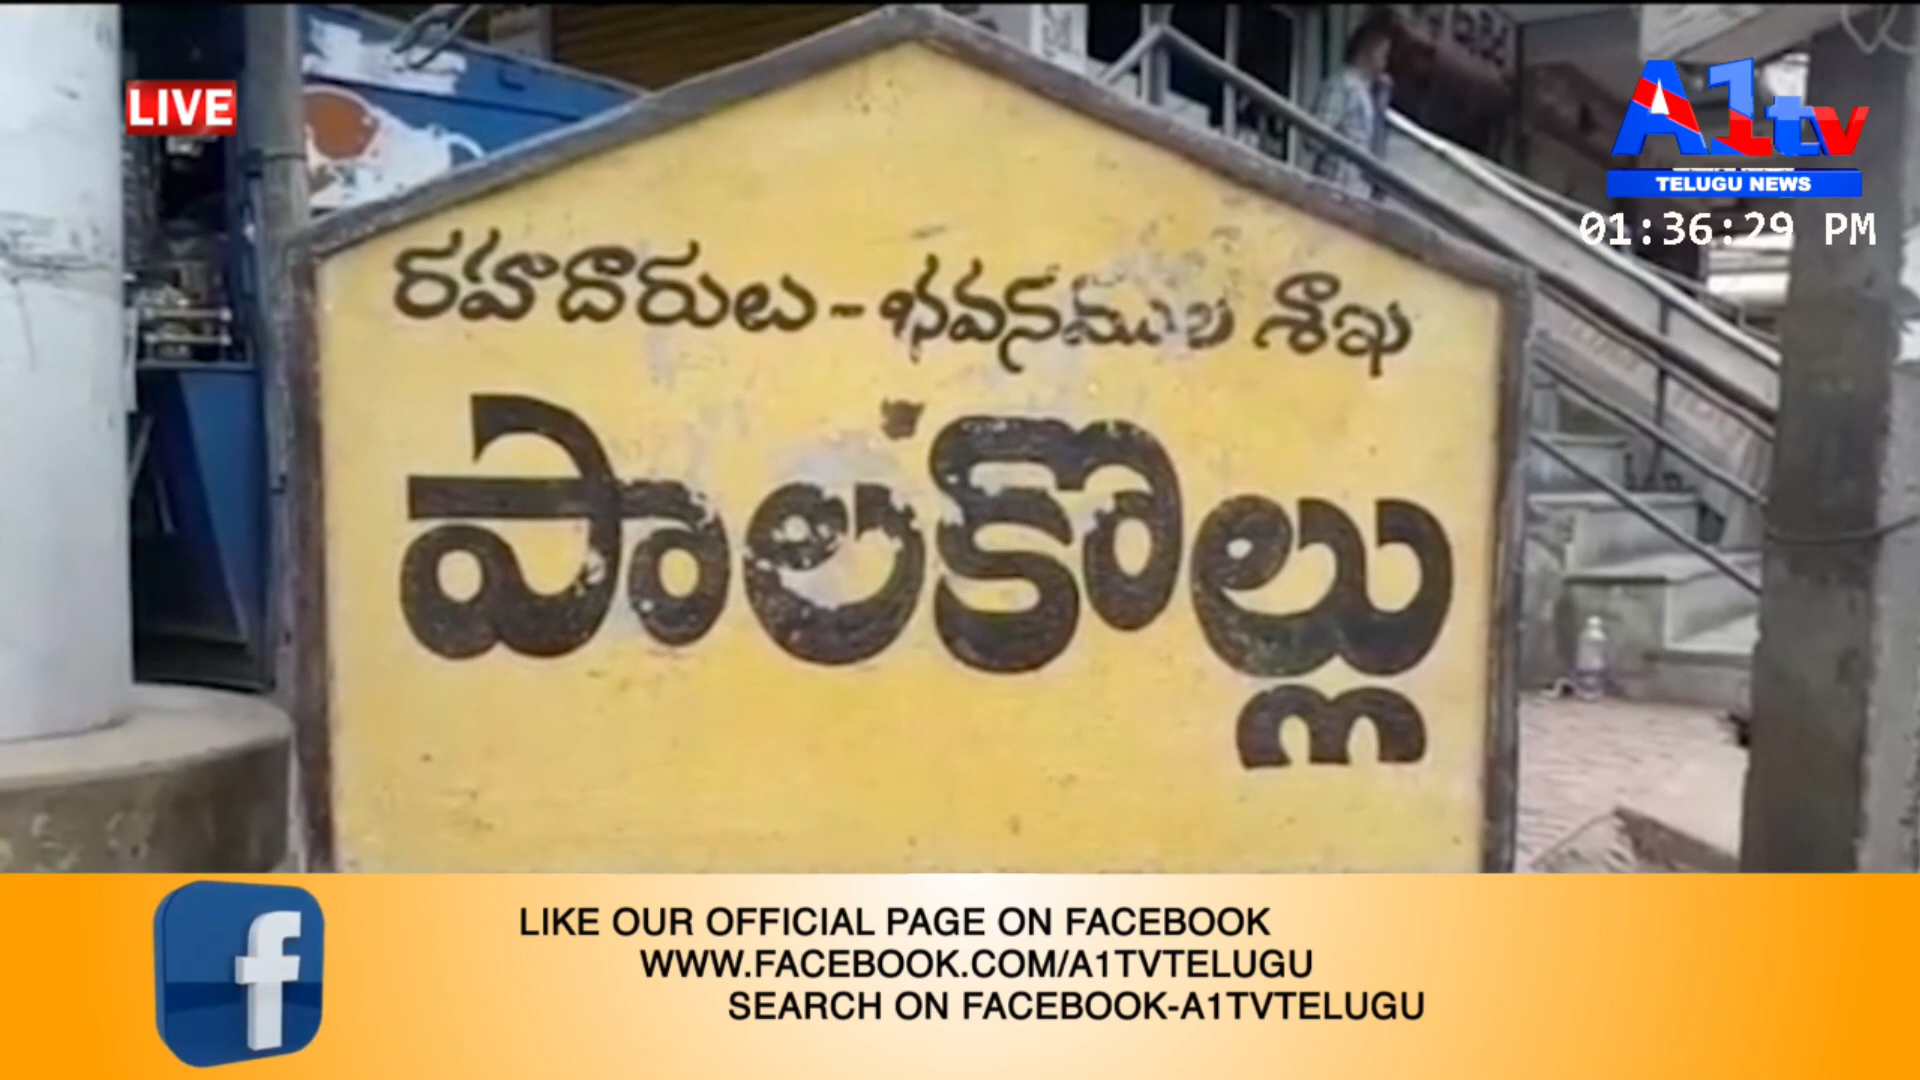 LIVE
A1tv
TELUGU NEWS
01:36:29 PM
రహదారులు - భవనముల శాఖ
పాలకొల్లు
LIKE OUR OFFICIAL PAGE ON FACEBOOK
WWW.FACEBOOK.COM/A1TVTELUGU
SEARCH ON FACEBOOK-A1TVTELUGU